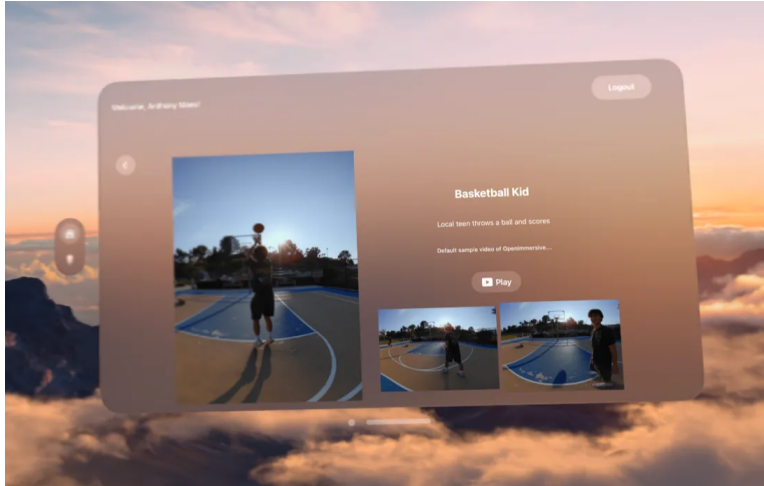 Welcome, Anthony Maes!
Logout
Basketball Kid
Local teen throws a ball and scores
Default sample video of OpenImmersive...
Play